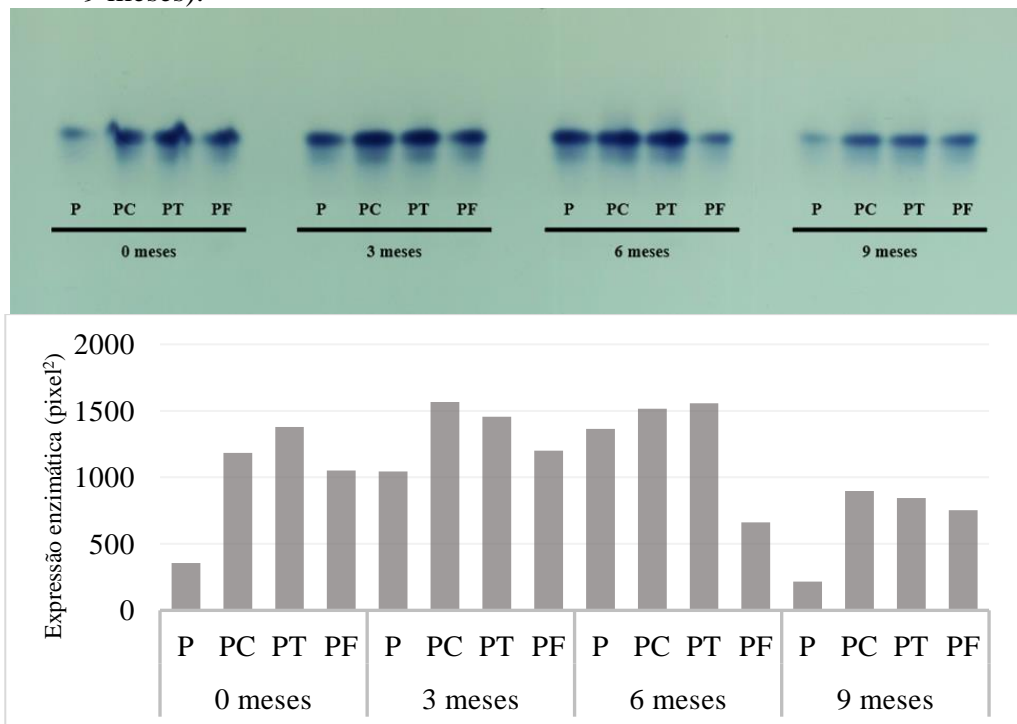 9 meses).
P PC PT PF P PC PT PF P PC PT PF P PC PT PF
0 meses 3 meses 6 meses 9 meses
Expressão enzimática (pixel²)
2000
1500
1000
500
0
P PC PT PF P PC PT PF P PC PT PF P PC PT PF
0 meses 3 meses 6 meses 9 meses